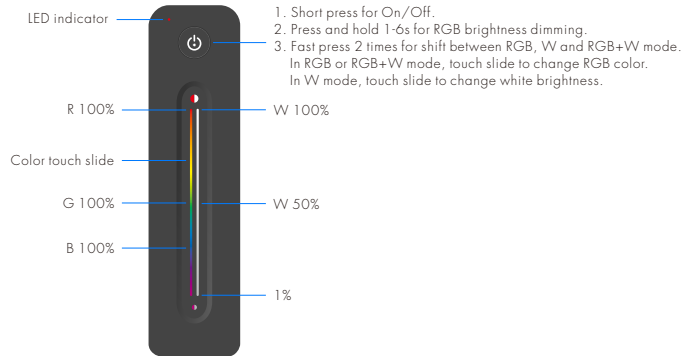 LED indicator
1. Short press for On/Off.
2. Press and hold 1-6s for RGB brightness dimming.
3. Fast press 2 times for shift between RGB, W and RGB+W mode.
In RGB or RGB+W mode, touch slide to change RGB color.
In W mode, touch slide to change white brightness.
R 100%
W 100%
Color touch slide
G 100%
W 50%
B 100%
1%